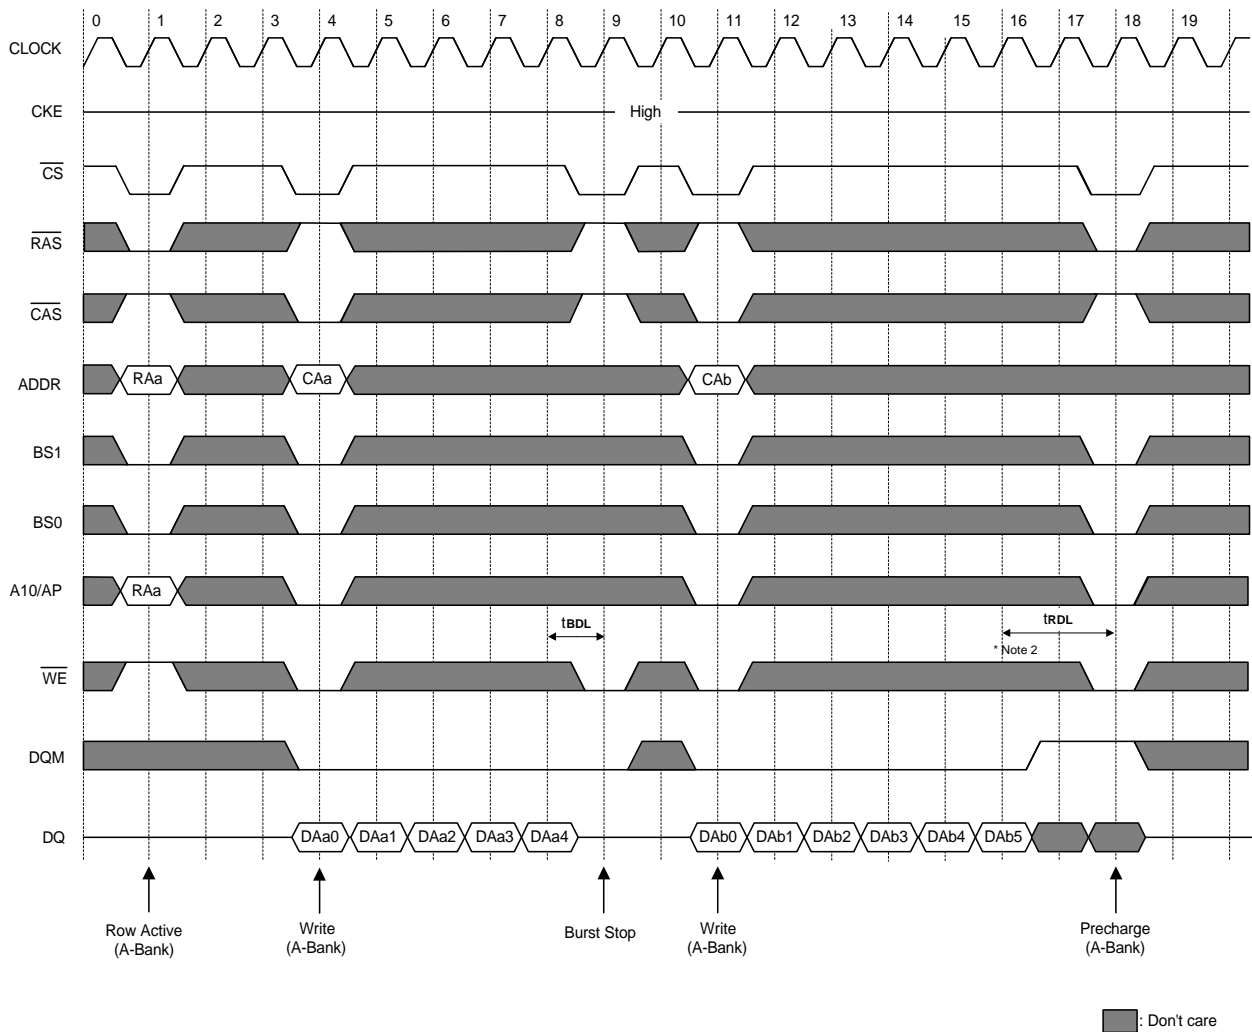 0 1 2 3 4 5 6 7 8 9 10 11 12 13 14 15 16 17 18 19
CLOCK
CKE High
CS
RAS
CAS
ADDR RAa CAa CAb
BS1
BS0
A10/AP RAa
tBDL tRDL
* Note 2
WE
DQM
DQ DAa0 DAa1 DAa2 DAa3 DAa4 DAb0 DAb1 DAb2 DAb3 DAb4 DAb5
Row Active
(A-Bank)
Write
(A-Bank)
Burst Stop
Write
(A-Bank)
Precharge
(A-Bank)
: Don't care